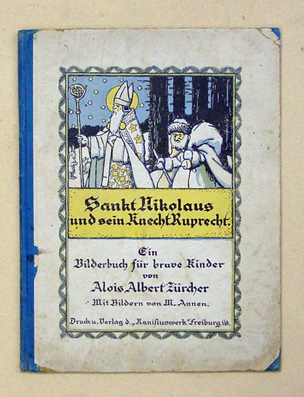 Sankt Nikolaus
und sein Knecht Ruprecht.
Ein
Bilderbuch für brave Kinder
von
Alois Albert Zürcher
Mit Bildern von M. Annen.
Druck u. Verlag d. „Kanisiuswerk" Freiburg i/S.